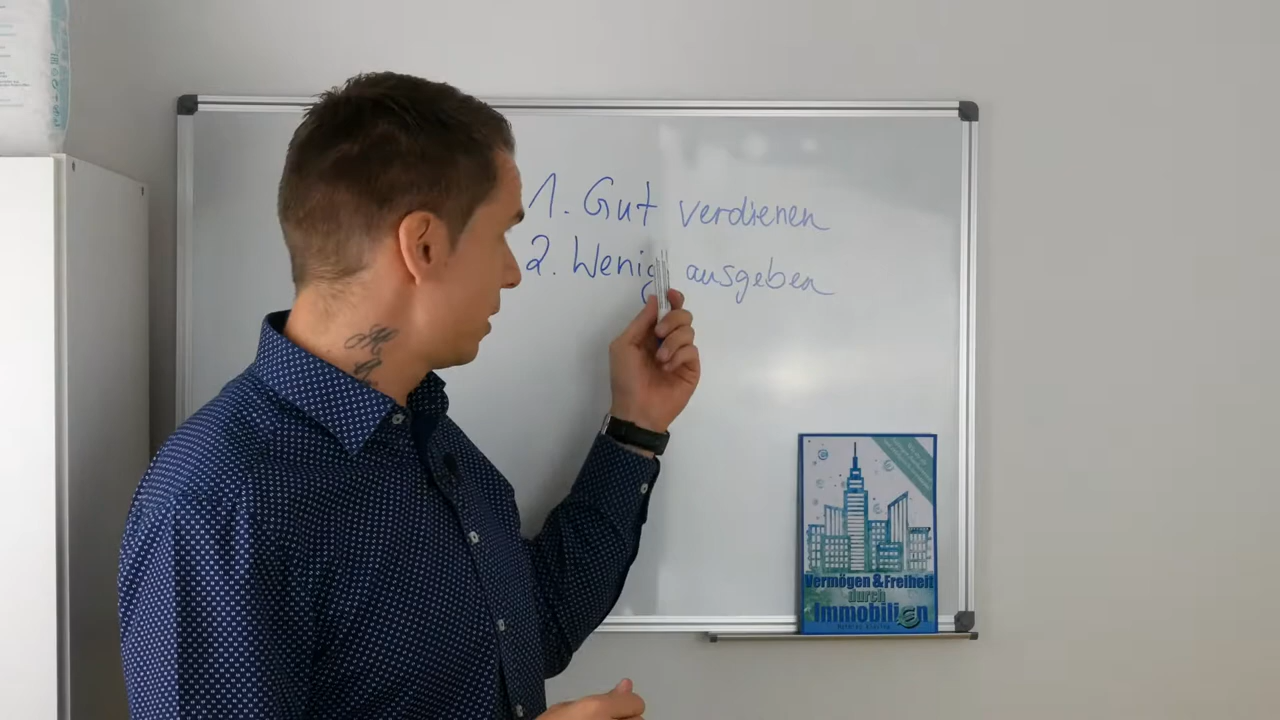 1. Gut verdienen
2. Wenig ausgeben
Vermögen & Freiheit
durch
Immobilien